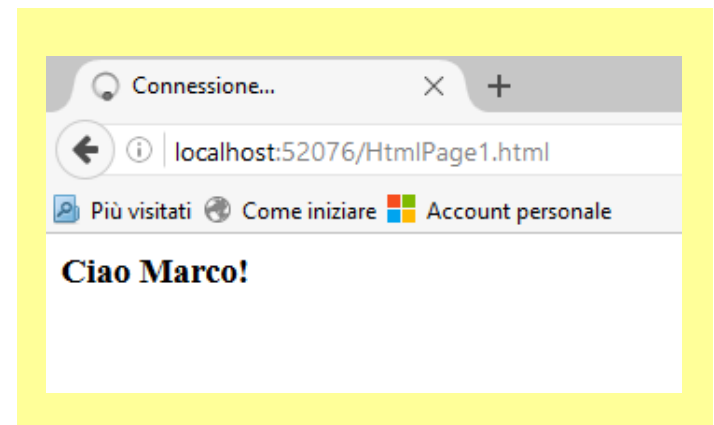 Connessione...
localhost:52076/HtmlPage1.html
Più visitati Come iniziare Account personale
Ciao Marco!